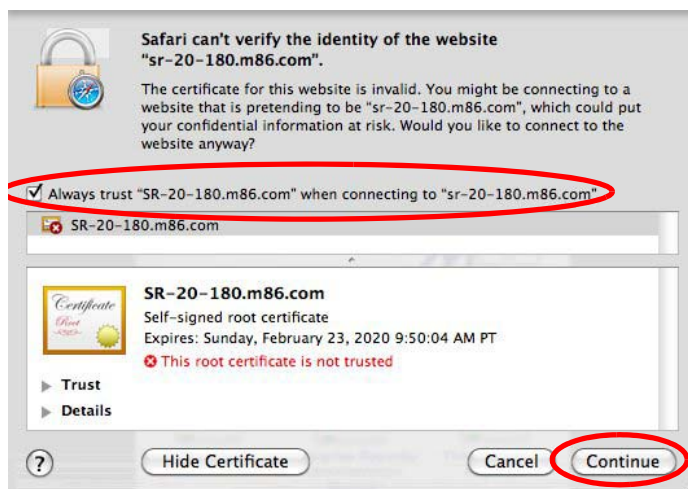 Safari can't verify the identity of the website
"sr-20-180.m86.com".
The certificate for this website is invalid. You might be connecting to a
website that is pretending to be "sr-20-180.m86.com", which could put
your confidential information at risk. Would you like to connect to the
website anyway?
Always trust "SR-20-180.m86.com" when connecting to "sr-20-180.m86.com"
SR-20-180.m86.com
Certificate
Root
SR-20-180.m86.com
Self-signed root certificate
Expires: Sunday, February 23, 2020 9:50:04 AM PT
This root certificate is not trusted
Trust
Details
?
Hide Certificate
Cancel
Continue